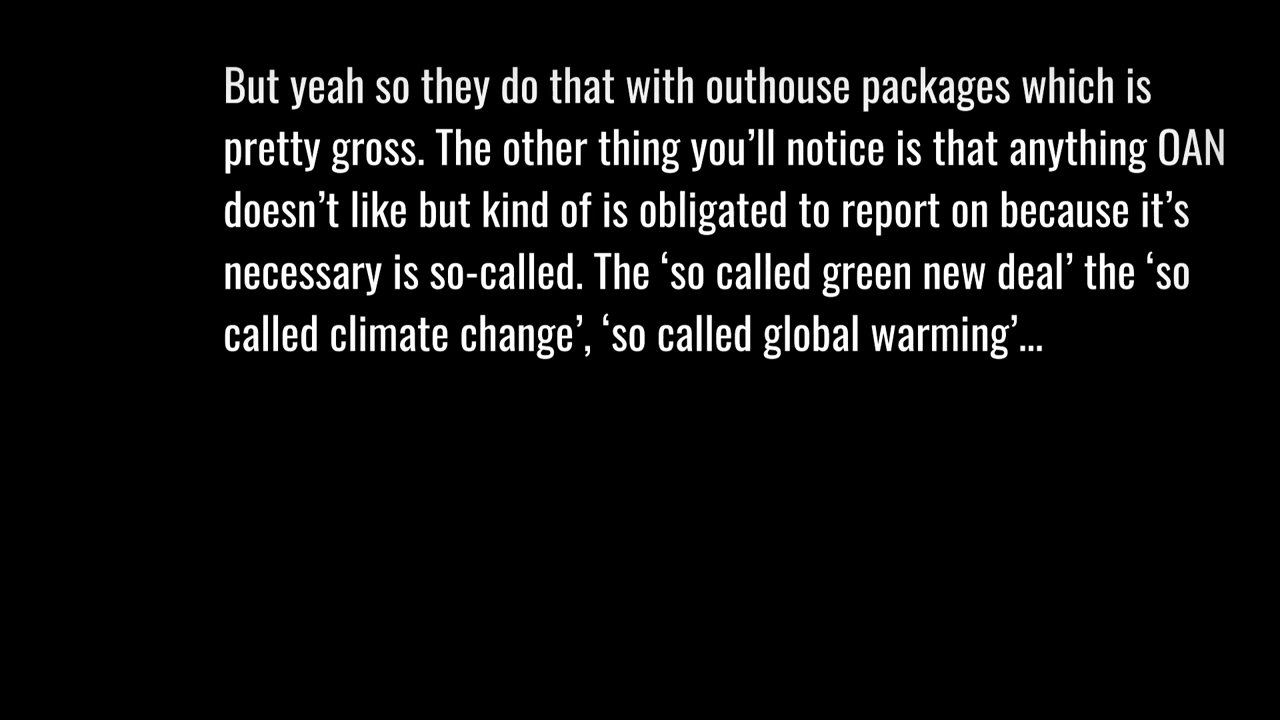 But yeah so they do that with outhouse packages which is
pretty gross. The other thing you’ll notice is that anything OAN
doesn’t like but kind of is obligated to report on because it’s
necessary is so-called. The ‘so called green new deal’ the ‘so
called climate change’, ‘so called global warming’...